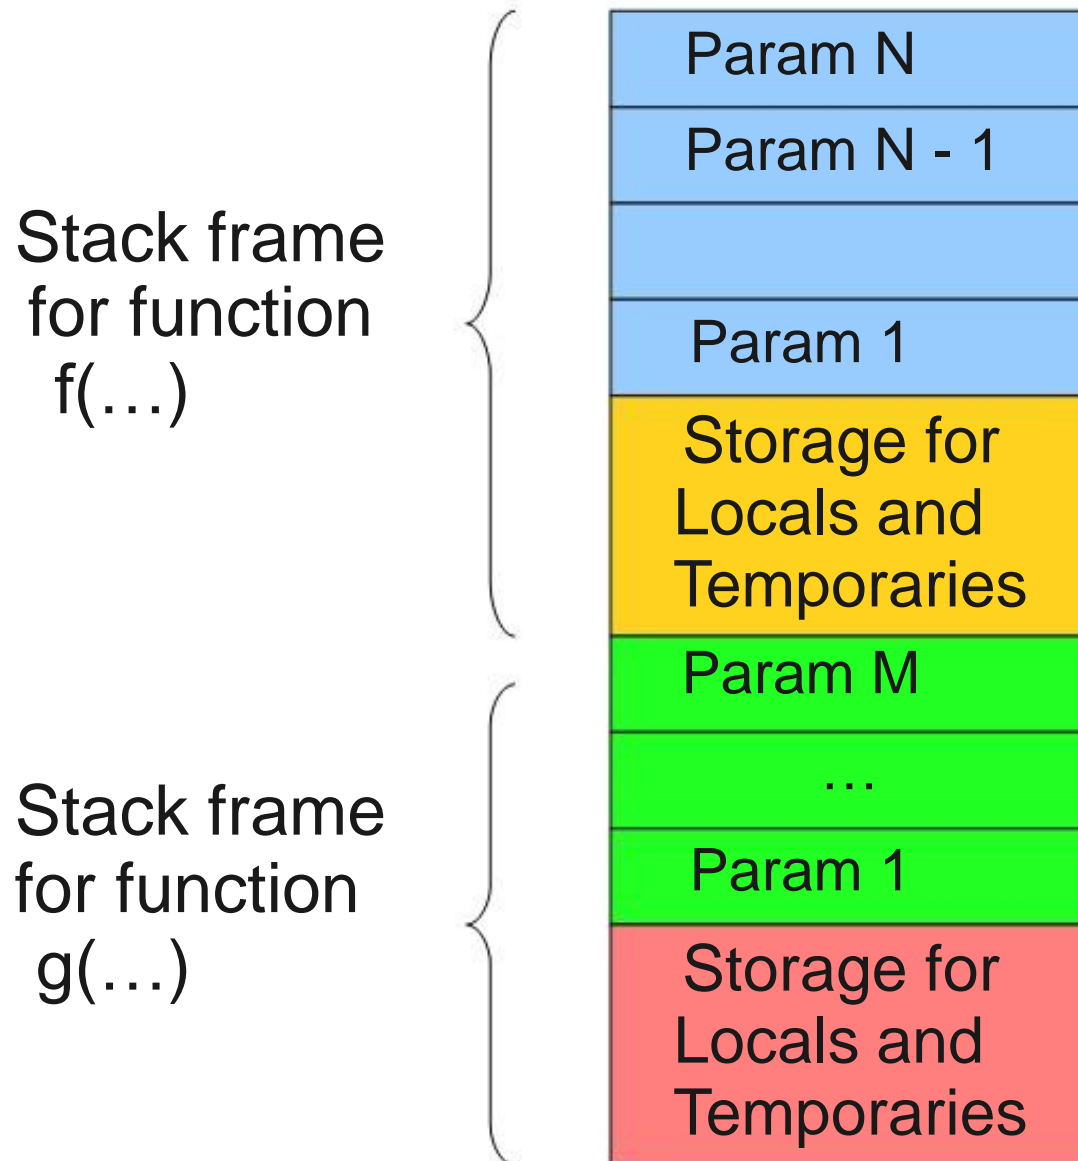 Stack frame
for function
f(…)
Param N
Param N - 1
Param 1
Storage for
Locals and
Temporaries
Stack frame
for function
g(…)
Param M
…
Param 1
Storage for
Locals and
Temporaries